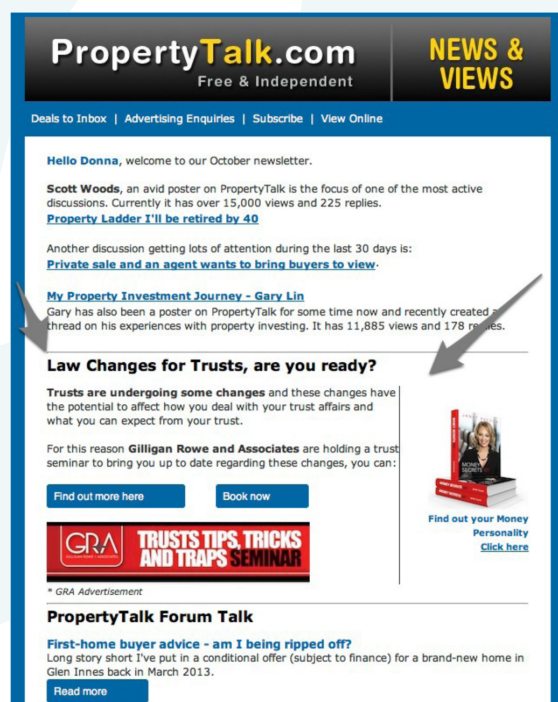 PropertyTalk.com
Free & Independent
NEWS &
VIEWS
Deals to Inbox | Advertising Enquiries | Subscribe | View Online
Hello Donna, welcome to our October newsletter.
Scott Woods, an avid poster on PropertyTalk is the focus of one of the most active
discussions. Currently it has over 15,000 views and 225 replies.
Property Ladder I'll be retired by 40
Another discussion getting lots of attention during the last 30 days is:
Private sale and an agent wants to bring buyers to view.
My Property Investment Journey - Gary Lin
Gary has also been a poster on PropertyTalk for some time now and recently created a
thread on his experiences with property investing. It has 11,885 views and 178 replies.
Law Changes for Trusts, are you ready?
Trusts are undergoing some changes and these changes have
the potential to affect how you deal with your trust affairs and
what you can expect from your trust.
For this reason Gilligan Rowe and Associates are holding a trust
seminar to bring you up to date regarding these changes, you can:
Find out more here
Book now
MONEY
SECRETS
Find out your Money
Personality
Click here
GRA
TRUSTS TIPS, TRICKS
AND TRAPS SEMINAR
* GRA Advertisement
PropertyTalk Forum Talk
First-home buyer advice - am I being ripped off?
Long story short I've put in a conditional offer (subject to finance) for a brand-new home in
Glen Innes back in March 2013.
Read more